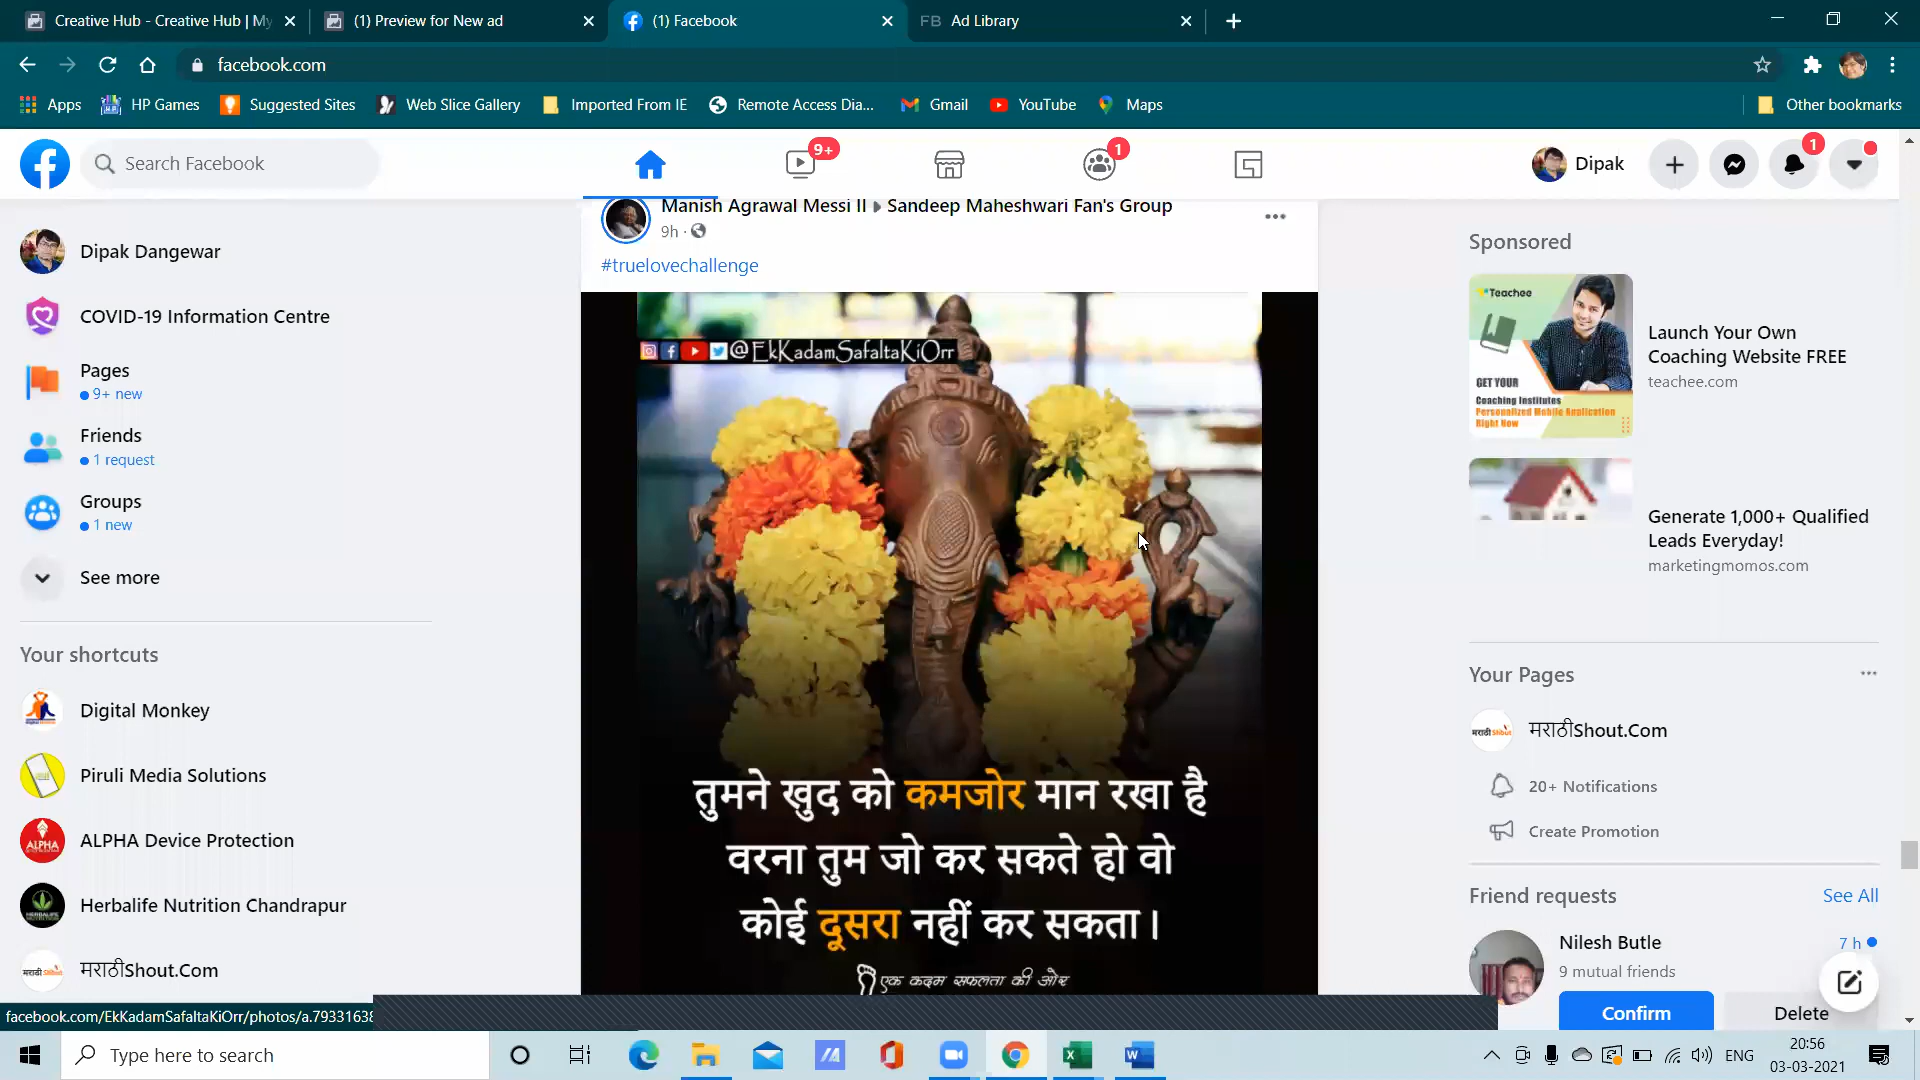 Creative Hub - Creative Hub | My
(1) Preview for New ad
(1) Facebook
FB Ad Library
facebook.com
Apps
HP Games
Suggested Sites
Web Slice Gallery
Imported From IE
Remote Access Dia...
Gmail
YouTube
Maps
Other bookmarks
Search Facebook
9+
1
Dipak
1
Dipak Dangewar
COVID-19 Information Centre
Pages
9+ new
Friends
1 request
Groups
1 new
See more
Your shortcuts
Digital Monkey
Piruli Media Solutions
ALPHA Device Protection
Herbalife Nutrition Chandrapur
मराठीShout.Com
Manish Agrawal Messi II ▸ Sandeep Maheshwari Fan's Group
9h ·
#truelovechallenge
@EkKadamSafaltaKiOrr
तुमने खुद को कमजोर मान रखा है
वरना तुम जो कर सकते हो वो
कोई दूसरा नहीं कर सकता।
एक कदम सफलता की ओर
Sponsored
Teachee
GET YOUR
Coaching Institutes
Personalized Mobile Application
Right Now
Launch Your Own
Coaching Website FREE
teachee.com
Generate 1,000+ Qualified
Leads Everyday!
marketingmomos.com
Your Pages
मराठीShout.Com
20+ Notifications
Create Promotion
Friend requests
See All
Nilesh Butle
7 h
9 mutual friends
Confirm
Delete
facebook.com/EkKadamSafaltaKiOrr/photos/a.7933163
Type here to search
ENG
20:56
03-03-2021